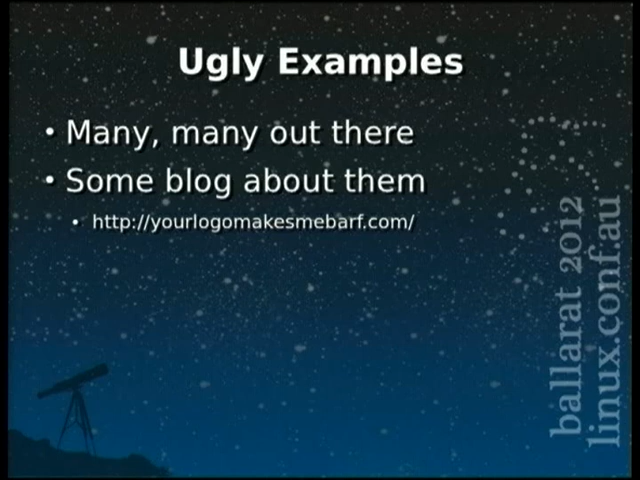 Ugly Examples
• Many, many out there
• Some blog about them
• http://yourlogomakesmebarf.com/
ballarat 2012
linux.conf.au